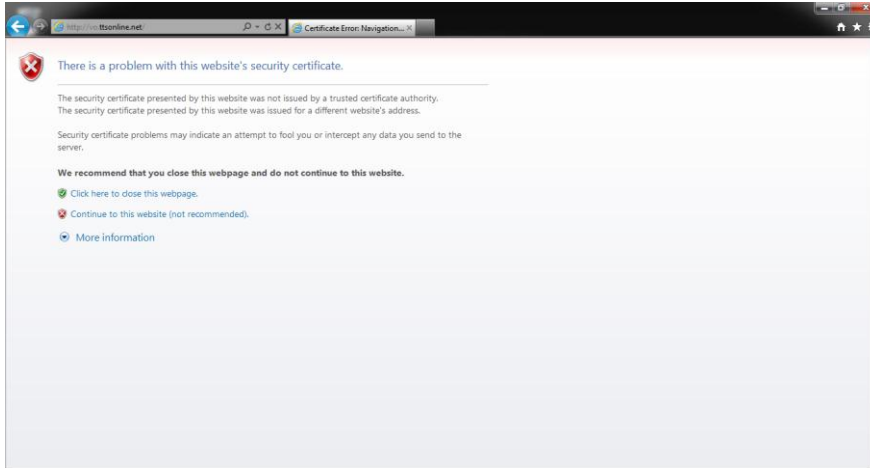 ttsonline.net/
Certificate Error: Navigation...
There is a problem with this website's security certificate.
The security certificate presented by this website was not issued by a trusted certificate authority.
The security certificate presented by this website was issued for a different website's address.
Security certificate problems may indicate an attempt to fool you or intercept any data you send to the
server.
We recommend that you close this webpage and do not continue to this website.
Click here to close this webpage.
Continue to this website (not recommended).
More information